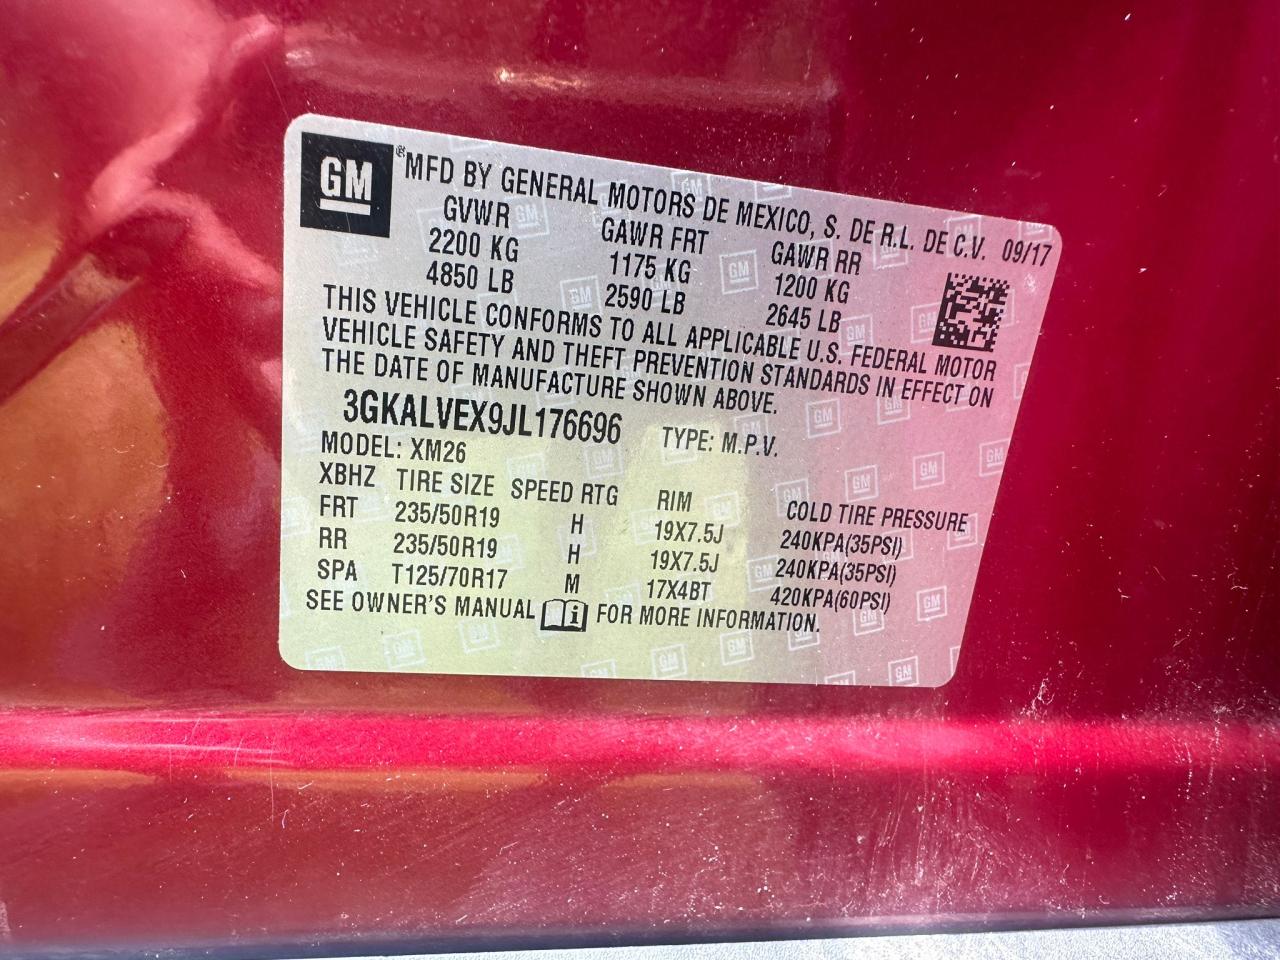 GM ® MFD BY GENERAL MOTORS DE MEXICO, S. DE R.L. DE C.V. 09/17
GVWR GAWR FRT GAWR RR
2200 KG 1175 KG 1200 KG
4850 LB 2590 LB 2645 LB
THIS VEHICLE CONFORMS TO ALL APPLICABLE U.S. FEDERAL MOTOR
VEHICLE SAFETY AND THEFT PREVENTION STANDARDS IN EFFECT ON
THE DATE OF MANUFACTURE SHOWN ABOVE.
3GKALVEX9JL176696 TYPE: M.P.V.
MODEL: XM26
XBHZ TIRE SIZE SPEED RTG RIM COLD TIRE PRESSURE
FRT 235/50R19 H 19X7.5J 240KPA(35PSI)
RR 235/50R19 H 19X7.5J 240KPA(35PSI)
SPA T125/70R17 M 17X4BT 420KPA(60PSI)
SEE OWNER'S MANUAL i FOR MORE INFORMATION.